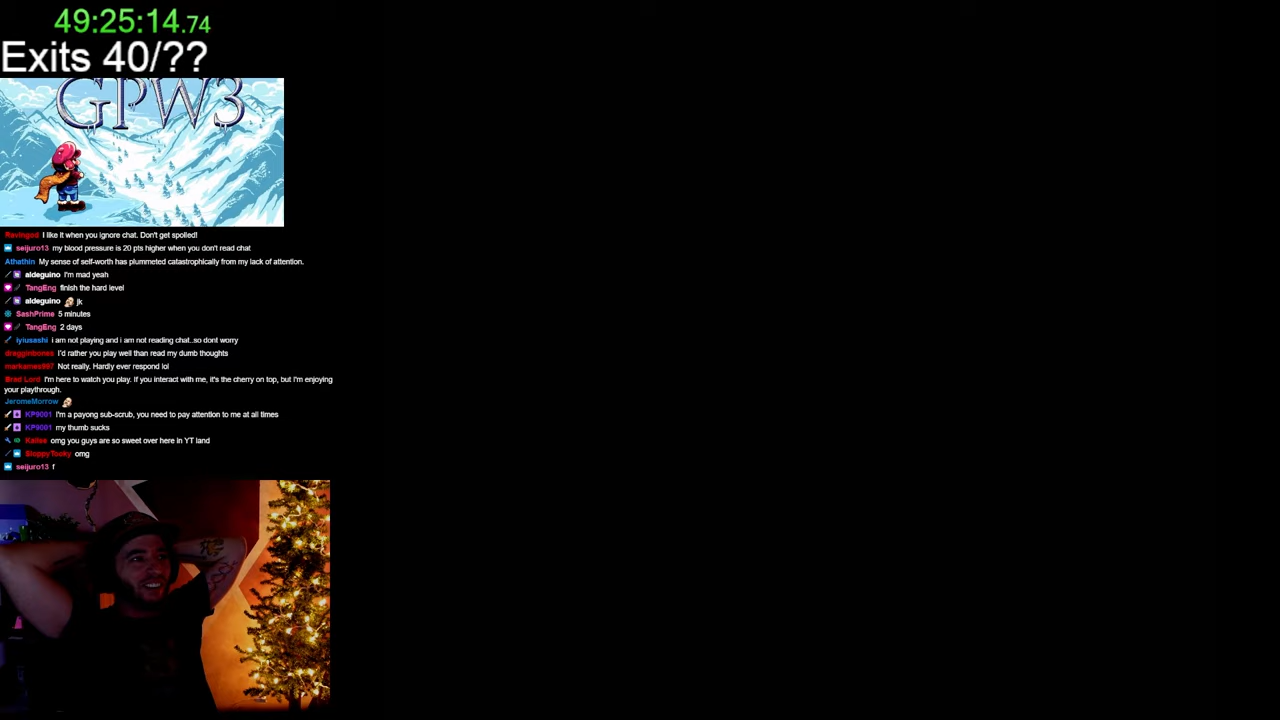 49:25:14.74
Exits 40/??
GPW3
Ravingod I like it when you ignore chat. Don't get spoiled!
seijuro13 my blood pressure is 20 pts higher when you don't read chat
Athathin My sense of self-worth has plummeted catastrophically from my lack of attention.
aldeguino I'm mad yeah
TangEng finish the hard level
aldeguino jk
SashPrime 5 minutes
TangEng 2 days
iyiusashi i am not playing and i am not reading chat..so dont worry
dragginbones I'd rather you play well than read my dumb thoughts
Not really. Hardly ever respond lol
Brad Lord I'm here to watch you play. If you interact with me, it's the cherry on top, but I'm enjoying
your playthrough.
JeromeMorrow
KP9001 I'm a payong sub-scrub, you need to pay attention to me at all times
KP9001 my thumb sucks
omg you guys are so sweet over here in YT land
SloppyTocky omg
seijuro13 f